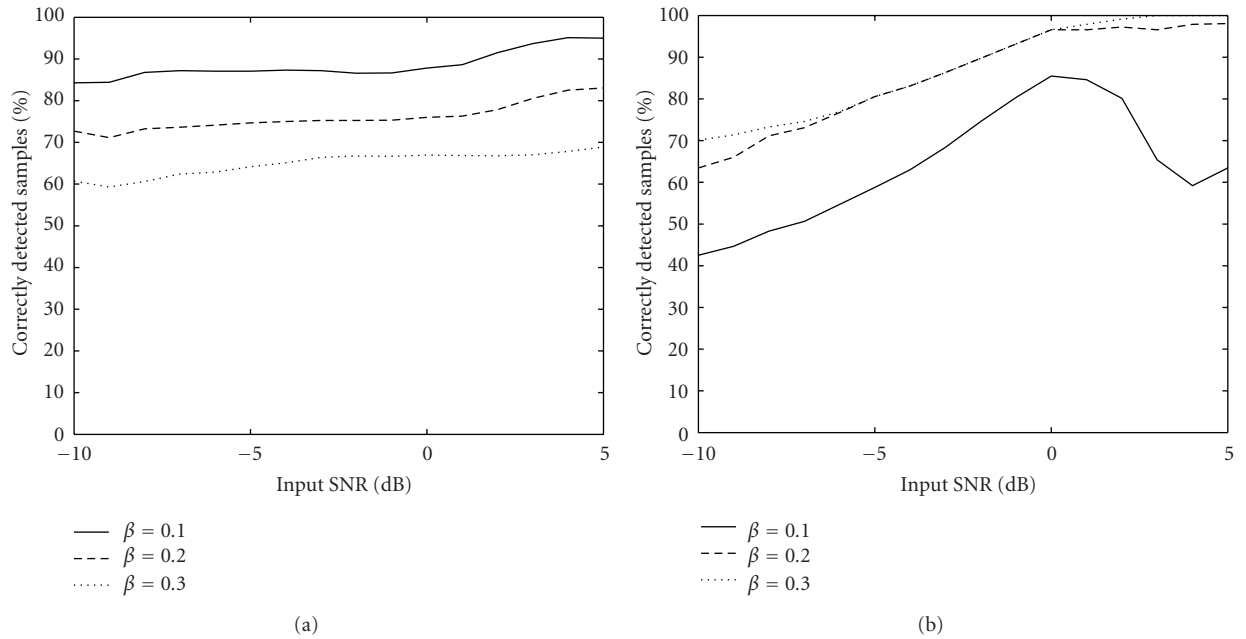 100
90
80
70
60
50
40
30
20
10
0
Correctly detected samples (%)
−10
−5
0
5
Input SNR (dB)
β = 0.1
β = 0.2
β = 0.3
(a)
100
90
80
70
60
50
40
30
20
10
0
Correctly detected samples (%)
−10
−5
0
5
Input SNR (dB)
β = 0.1
β = 0.2
β = 0.3
(b)